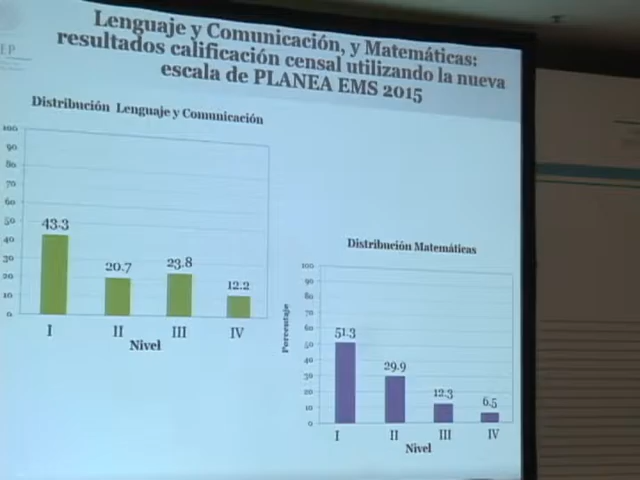 Lenguaje y Comunicación, y Matemáticas:
resultados calificación censal utilizando la nueva
escala de PLANEA EMS 2015
EP
Distribución Lenguaje y Comunicación
100
90
80
70
60
50
40
30
20
10
0
43.3
20.7
23.8
12.2
I II III IV
Nivel
Distribución Matemáticas
Porcentaje
100
90
80
70
60
50
40
30
20
10
0
51.3
29.9
12.3
6.5
I II III IV
Nivel